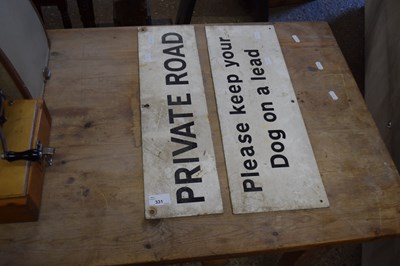 PRIVATE ROAD
Please keep your
Dog on a lead